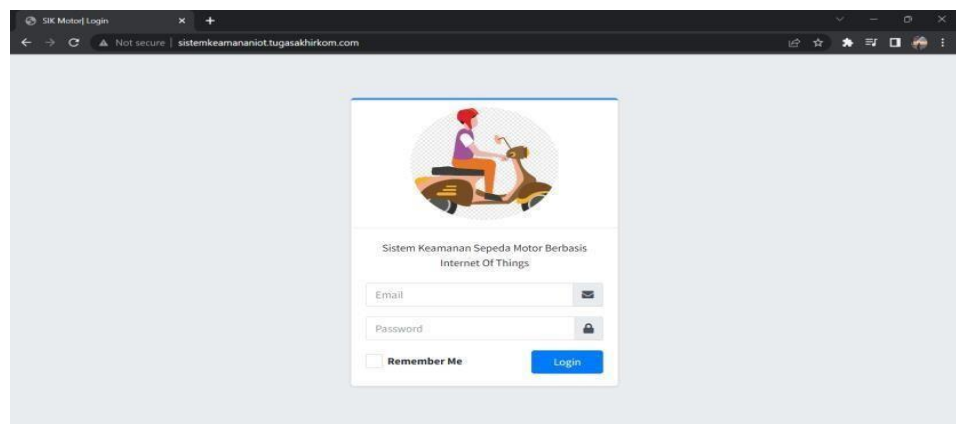 SIK Motor| Login
Not secure | sistemkeamananiot.tugasakhirkom.com
Sistem Keamanan Sepeda Motor Berbasis
Internet Of Things
Email
Password
Remember Me
Login